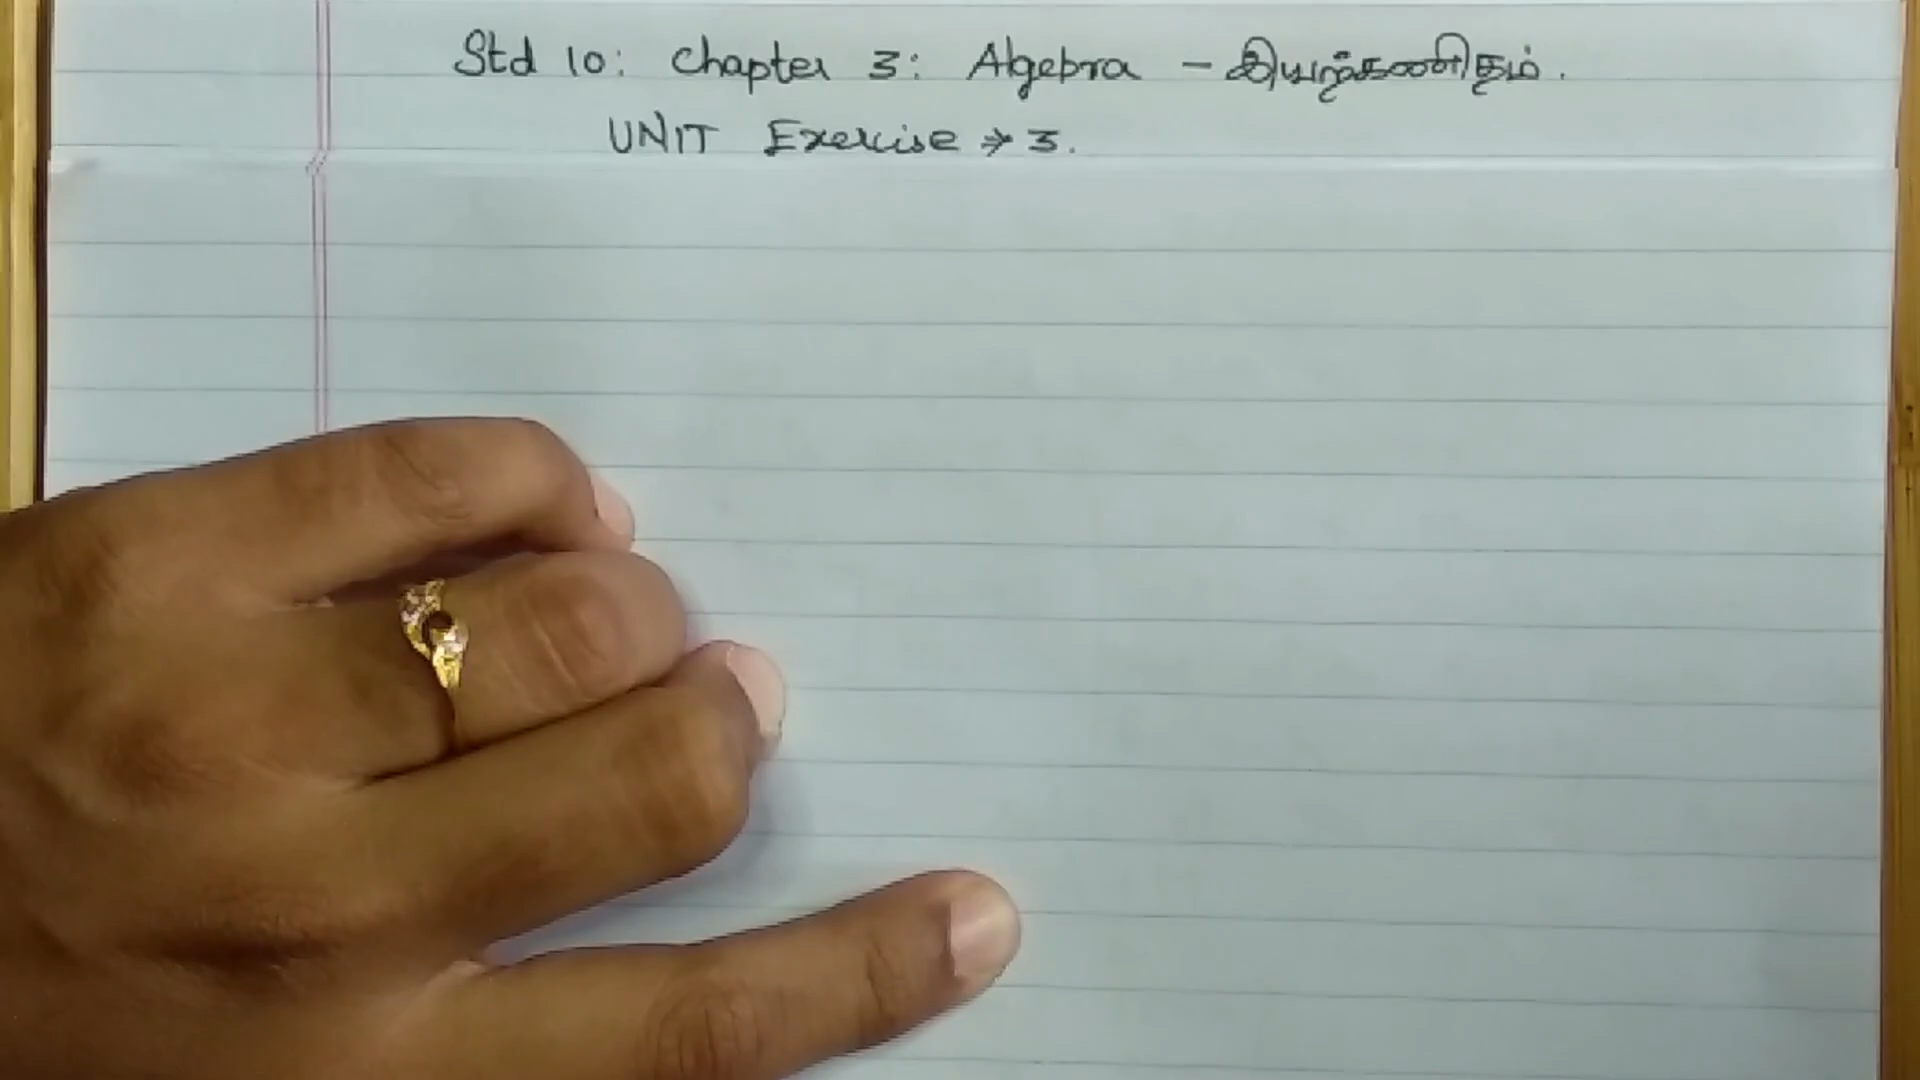 Std 10: Chapter 3: Algebra - இயற்கணிதம்.
UNIT Exercise → 3.